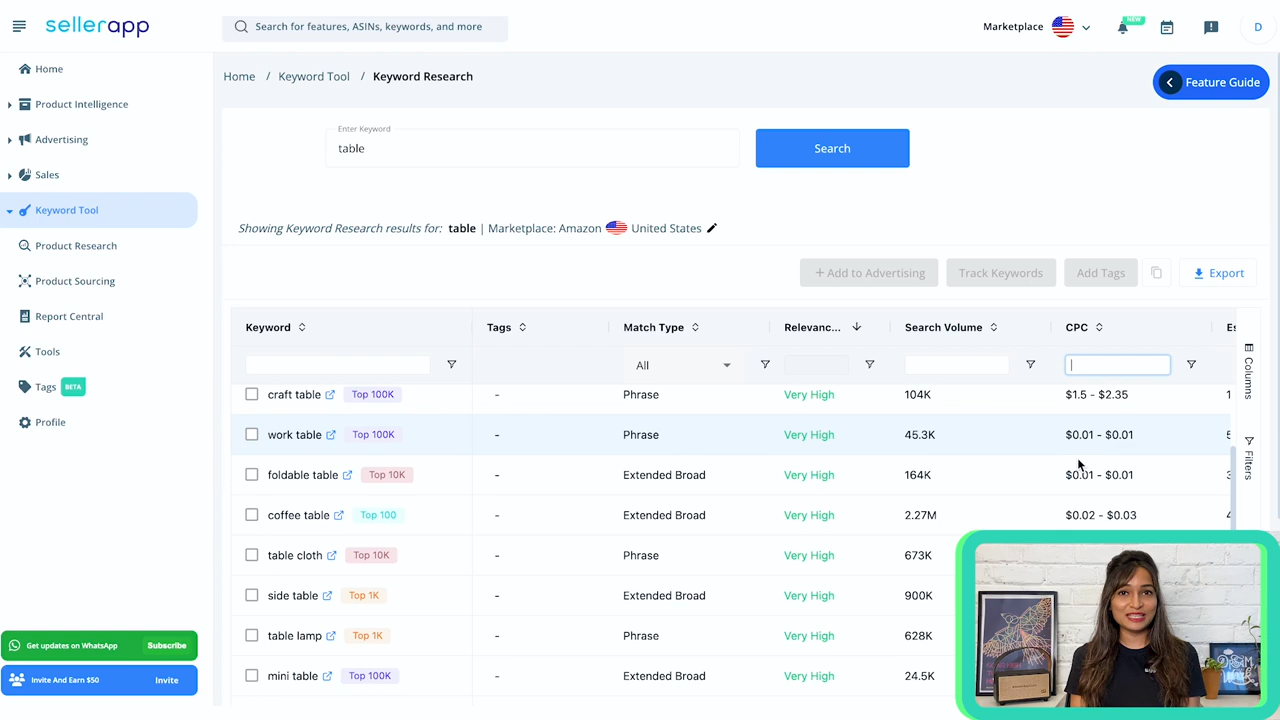 sellerapp
Search for features, ASINs, keywords, and more
Marketplace
NEW
D
Home
Product Intelligence
Advertising
Sales
Keyword Tool
Product Research
Product Sourcing
Report Central
Tools
Tags BETA
Profile
Get updates on WhatsApp Subscribe
Invite And Earn $50 Invite
Home / Keyword Tool / Keyword Research
Feature Guide
Enter Keyword
table
Search
Showing Keyword Research results for: table | Marketplace: Amazon United States
+ Add to Advertising Track Keywords Add Tags Export
Keyword Tags Match Type Relevanc... Search Volume CPC Es
All
craft table Top 100K - Phrase Very High 104K $1.5 - $2.35 1
work table Top 100K - Phrase Very High 45.3K $0.01 - $0.01
foldable table Top 10K - Extended Broad Very High 164K $0.01 - $0.01
coffee table Top 100 - Extended Broad Very High 2.27M $0.02 - $0.03
table cloth Top 10K - Phrase Very High 673K
side table Top 1K - Extended Broad Very High 900K
table lamp Top 1K - Phrase Very High 628K
mini table Top 100K - Extended Broad Very High 24.5K
Columns
Filters